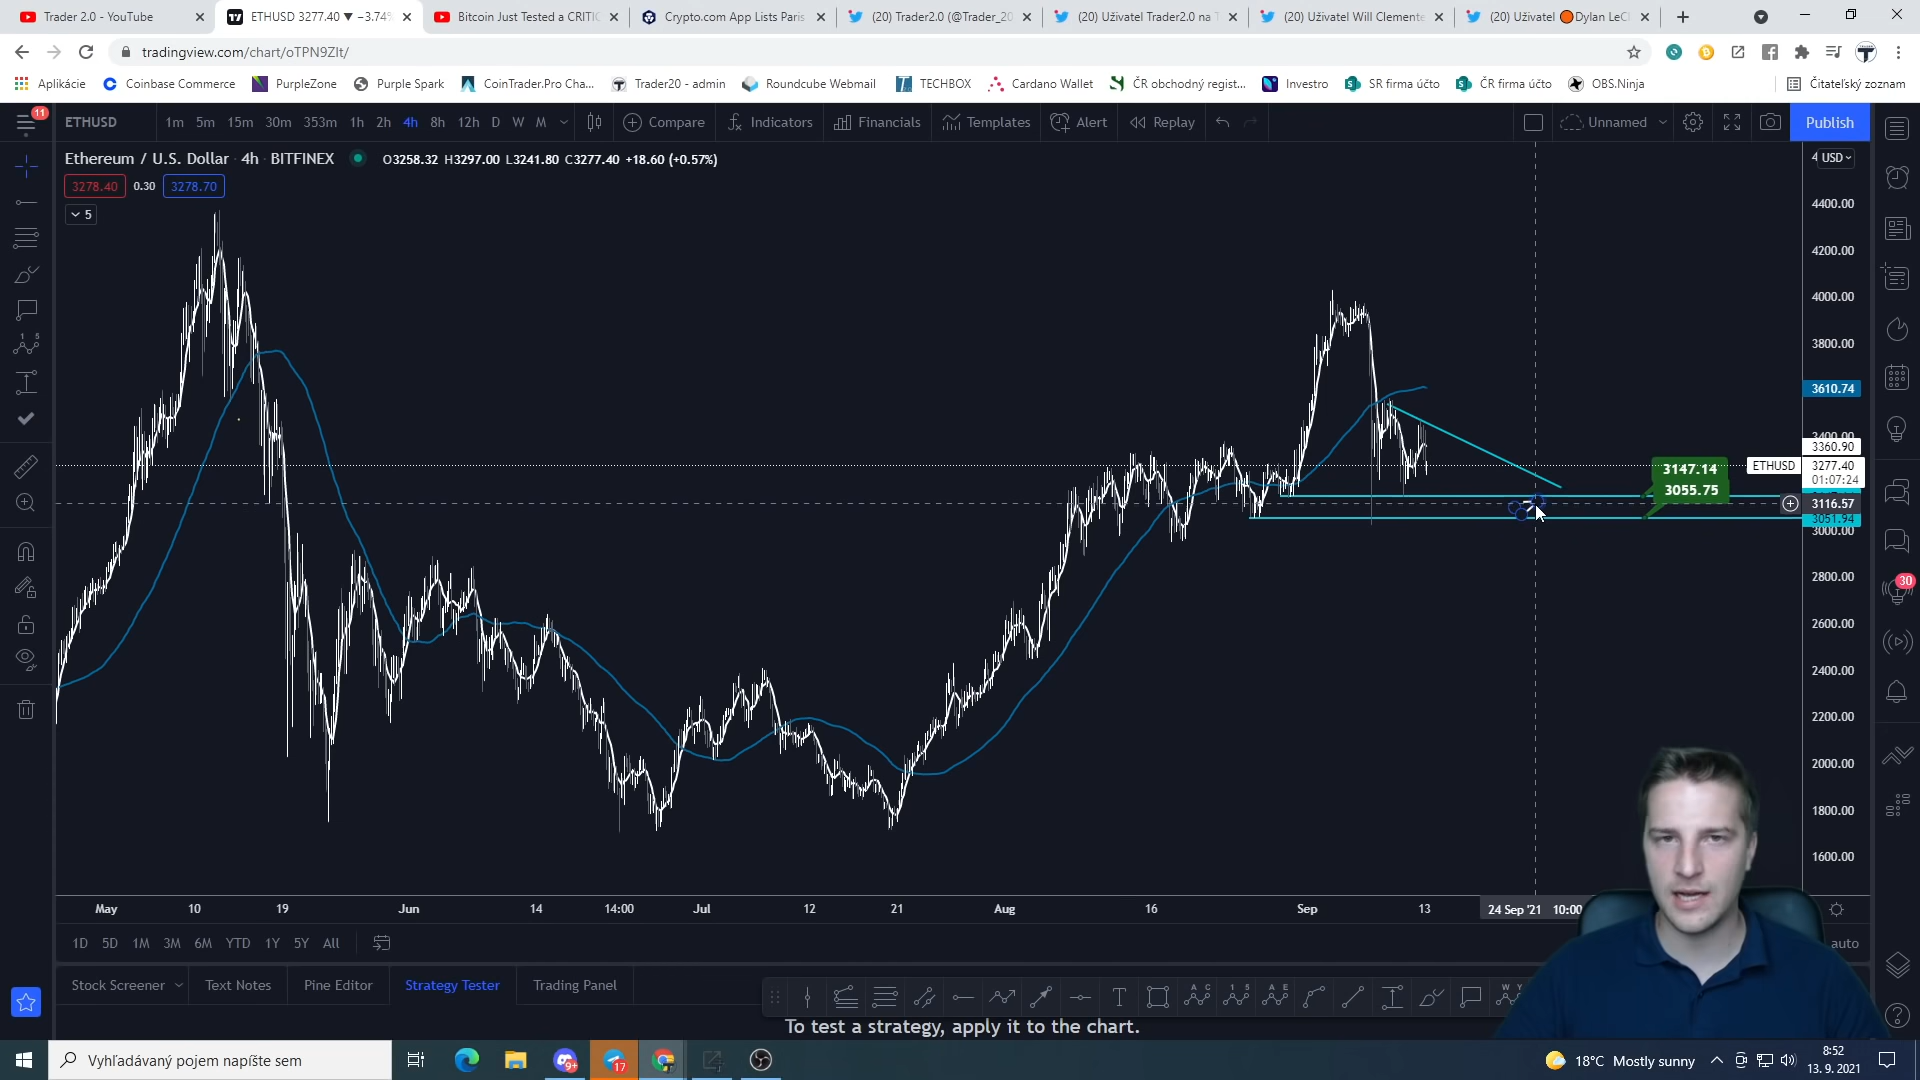 Trader 2.0 - YouTube
ETHUSD 3277.40 ▼ −3.74%
Bitcoin Just Tested a CRITIC
Crypto.com App Lists Paris
(20) Trader2.0 (@Trader_20
(20) Uživatel Trader2.0 na T
(20) Uživatel Will Clemente
(20) Uživatel 🟠Dylan LeCl
tradingview.com/chart/oTPN9ZIt/
Aplikácie
Coinbase Commerce
PurpleZone
Purple Spark
CoinTrader.Pro Cha...
Trader20 - admin
Roundcube Webmail
TECHBOX
Cardano Wallet
ČR obchodný regist...
Investro
SR firma účto
ČR firma účto
OBS.Ninja
Čitateľský zoznam
11
ETHUSD
1m 5m 15m 30m 353m 1h 2h 4h 8h 12h D W M
Compare
Indicators
Financials
Templates
Alert
Replay
Unnamed
Publish
Ethereum / U.S. Dollar 4h BITFINEX
O3258.32 H3297.00 L3241.80 C3277.40 +18.60 (+0.57%)
USD
3278.40 0.30 3278.70
5
4400.00
4200.00
4000.00
3800.00
3610.74
3400.00
3360.90
ETHUSD 3277.40
01:07:24
3147.14
3055.75
3116.57
3051.94
3000.00
2800.00
2600.00
2400.00
2200.00
2000.00
1800.00
1600.00
30
May 10 19 Jun 14 14:00 Jul 12 21 Aug 16 Sep 13 24 Sep '21 10:00
1D 5D 1M 3M 6M YTD 1Y 5Y All
auto
Stock Screener
Text Notes
Pine Editor
Strategy Tester
Trading Panel
To test a strategy, apply it to the chart.
Vyhľadávaný pojem napíšte sem
9+
17
18°C Mostly sunny
8:52
13. 9. 2021